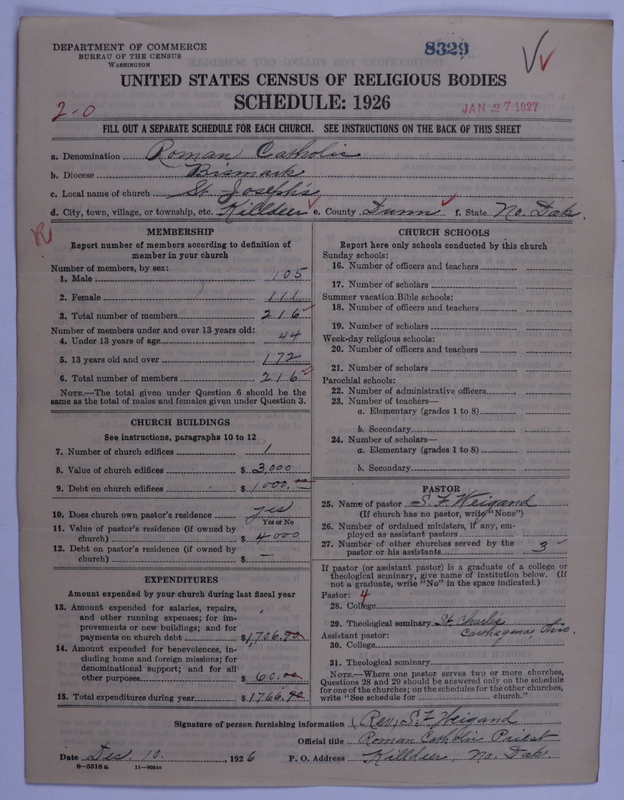 DEPARTMENT OF COMMERCE
BUREAU OF THE CENSUS
WASHINGTON
8329
UNITED STATES CENSUS OF RELIGIOUS BODIES
SCHEDULE: 1926
2-0
JAN 27 1927
FILL OUT A SEPARATE SCHEDULE FOR EACH CHURCH. SEE INSTRUCTIONS ON THE BACK OF THIS SHEET
a. Denomination Roman Catholic
b. Diocese Bismark
c. Local name of church St. Joseph's
d. City, town, village, or township, etc. Killdeer e. County Dunn f. State No. Dak.
R
MEMBERSHIP
Report number of members according to definition of
member in your church
Number of members, by sex:
1. Male 105
2. Female 111
3. Total number of members 216
Number of members under and over 13 years old:
4. Under 13 years of age 44
5. 13 years old and over 172
6. Total number of members 216
NOTE.—The total given under Question 6 should be
same as the total of males and females given under Question 3.
CHURCH BUILDINGS
See instructions, paragraphs 10 to 12
7. Number of church edifices 1
8. Value of church edifices $ 3,000
9. Debt on church edifices $ 1000.00
10. Does church own pastor's residence yes
Yes or No
11. Value of pastor's residence (if owned by
church) $ 4000
12. Debt on pastor's residence (if owned by
church) $ —
EXPENDITURES
Amount expended by your church during last fiscal year
13. Amount expended for salaries, repairs,
and other running expenses; for im-
provements or new buildings; and for
payments on church debt $1,706.90
14. Amount expended for benevolences, in-
cluding home and foreign missions; for
denominational support; and for all
other purposes $ 60.00
15. Total expenditures during year $1766.90
CHURCH SCHOOLS
Report here only schools conducted by this church
Sunday schools:
16. Number of officers and teachers
17. Number of scholars
Summer vacation Bible schools:
18. Number of officers and teachers
19. Number of scholars
Week-day religious schools:
20. Number of officers and teachers
21. Number of scholars
Parochial schools:
22. Number of administrative officers
23. Number of teachers—
a. Elementary (grades 1 to 8)
b. Secondary
24. Number of scholars—
a. Elementary (grades 1 to 8)
b. Secondary
PASTOR
25. Name of pastor S. F. Weigand
(If church has no pastor, write "None")
26. Number of ordained ministers, if any, em-
ployed as assistant pastors
27. Number of other churches served by the
pastor or his assistants 3
If pastor (or assistant pastor) is a graduate of a college or
theological seminary, give name of institution below. (If
not a graduate, write "No" in the space indicated.)
Pastor: 4
28. College
29. Theological seminary St. Charles
Carthagena, Ohio.
Assistant pastor:
30. College
31. Theological seminary
NOTE.—Where one pastor serves two or more churches,
Questions 28 and 29 should be answered only on the schedule
for one of the churches; on the schedules for the other churches,
write "See schedule for church."
Signature of person furnishing information (Rev) S. F. Weigand
Official title Roman Catholic Priest
Date Dec. 10, 1926 P. O. Address Killdeer, No. Dak.
8—5518a 11—9034c